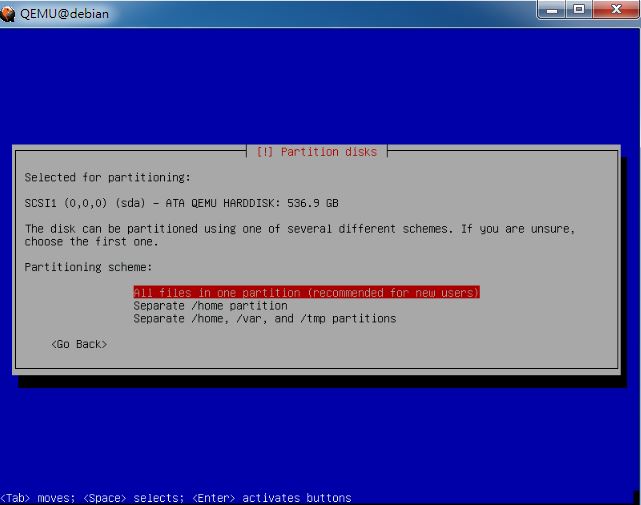 QEMU@debian
[!] Partition disks
Selected for partitioning:
SCSI1 (0,0,0) (sda) - ATA QEMU HARDDISK: 536.9 GB
The disk can be partitioned using one of several different schemes. If you are unsure,
choose the first one.
Partitioning scheme:
All files in one partition (recommended for new users)
Separate /home partition
Separate /home, /var, and /tmp partitions
<Go Back>
<Tab> moves; <Space> selects; <Enter> activates buttons